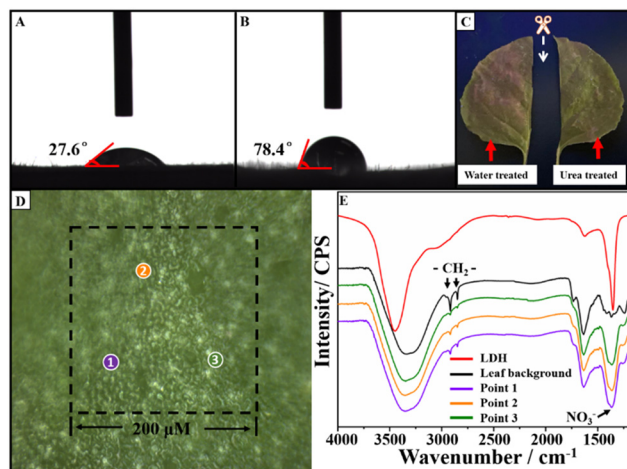 A
27.6°
B
78.4°
C
Water treated
Urea treated
D
2
1
3
200 μM
E
Intensity/ CPS
- CH₂ -
LDH
Leaf background
Point 1
Point 2
Point 3
NO₃⁻
4000 3500 2500 2000 1500 1000
Wavenumber / cm⁻¹